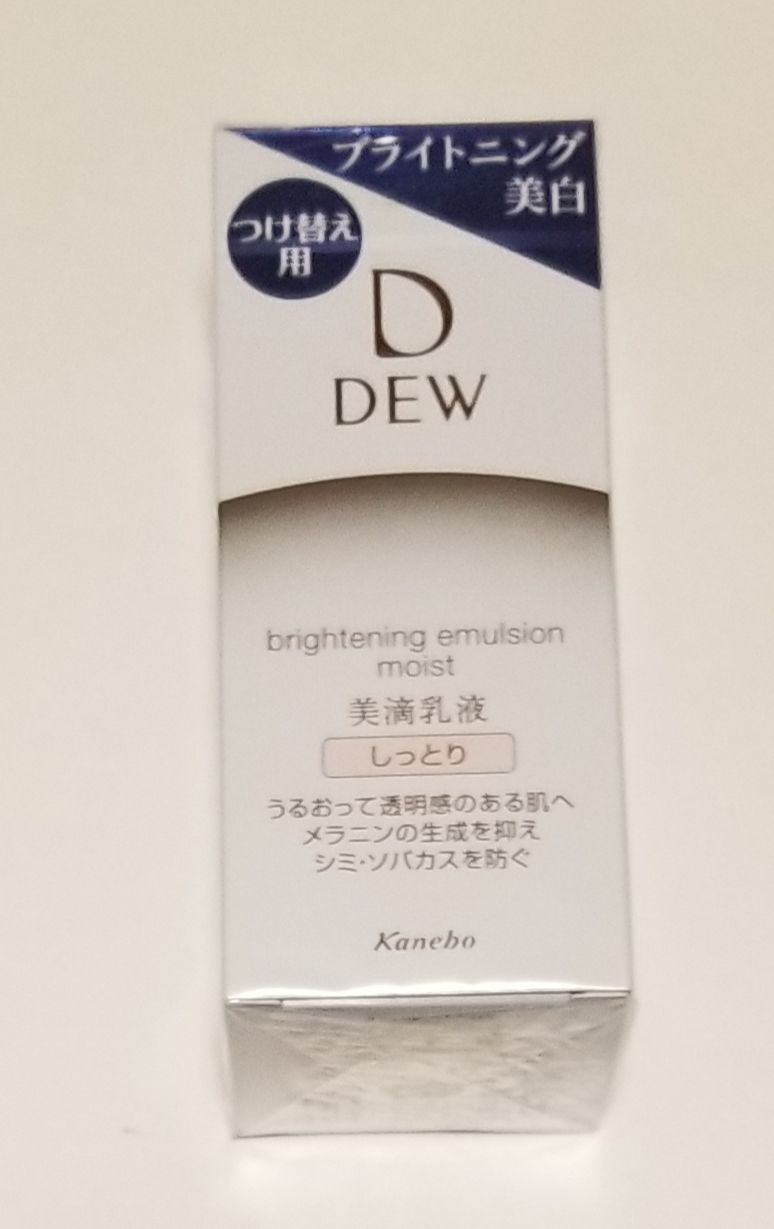 ブライトニング
美白
つけ替え
用
D
DEW
brightening emulsion
moist
美滴乳液
しっとり
うるおって透明感のある肌へ
メラニンの生成を抑え
シミ・ソバカスを防ぐ
Kanebo